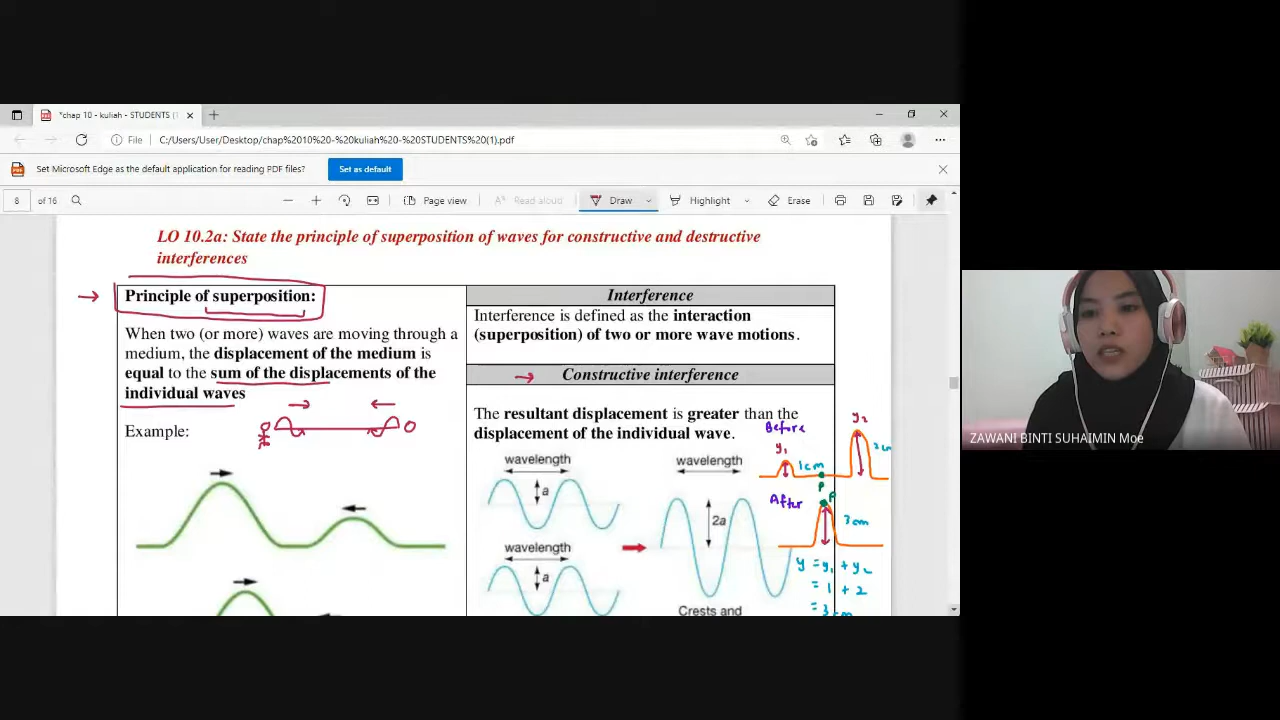 *chap 10 - kuliah - STUDENTS (
File
C:/Users/User/Desktop/chap%2010%20-%20kuliah%20-%20STUDENTS%20(1).pdf
Set Microsoft Edge as the default application for reading PDF files?
Set as default
8
of 16
Page view
Read aloud
Draw
Highlight
Erase
LO 10.2a: State the principle of superposition of waves for constructive and destructive
interferences
Principle of superposition:
When two (or more) waves are moving through a
medium, the displacement of the medium is
equal to the sum of the displacements of the
individual waves
Example:
Interference
Interference is defined as the interaction
(superposition) of two or more wave motions.
Constructive interference
The resultant displacement is greater than the
displacement of the individual wave.
wavelength
a
wavelength
a
wavelength
2a
Crests and
Before
y₁
1cm
y₂
2cm
P
After
P
3cm
y = y₁ + y₂
= 1 + 2
= 3 cm
ZAWANI BINTI SUHAIMIN Moe